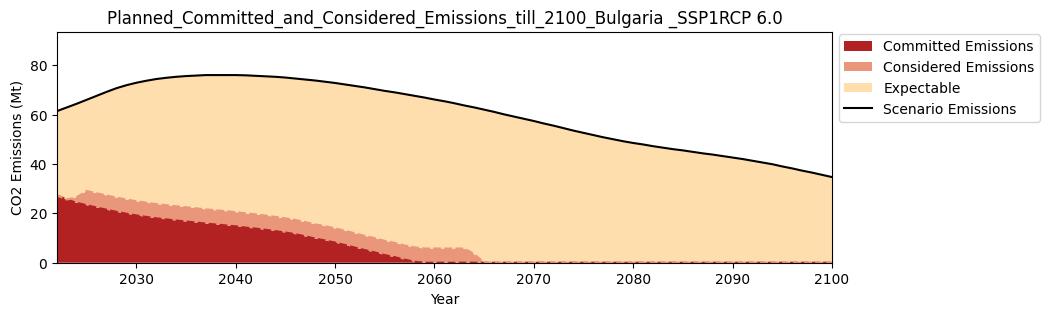 Planned_Committed_and_Considered_Emissions_till_2100_Bulgaria _SSP1RCP 6.0
Committed Emissions
Considered Emissions
Expectable
Scenario Emissions
CO2 Emissions (Mt)
80
60
40
20
0
2030 2040 2050 2060 2070 2080 2090 2100
Year